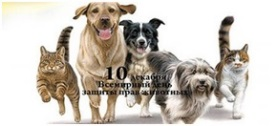 10 декабря
Всемирный день
защиты прав животных